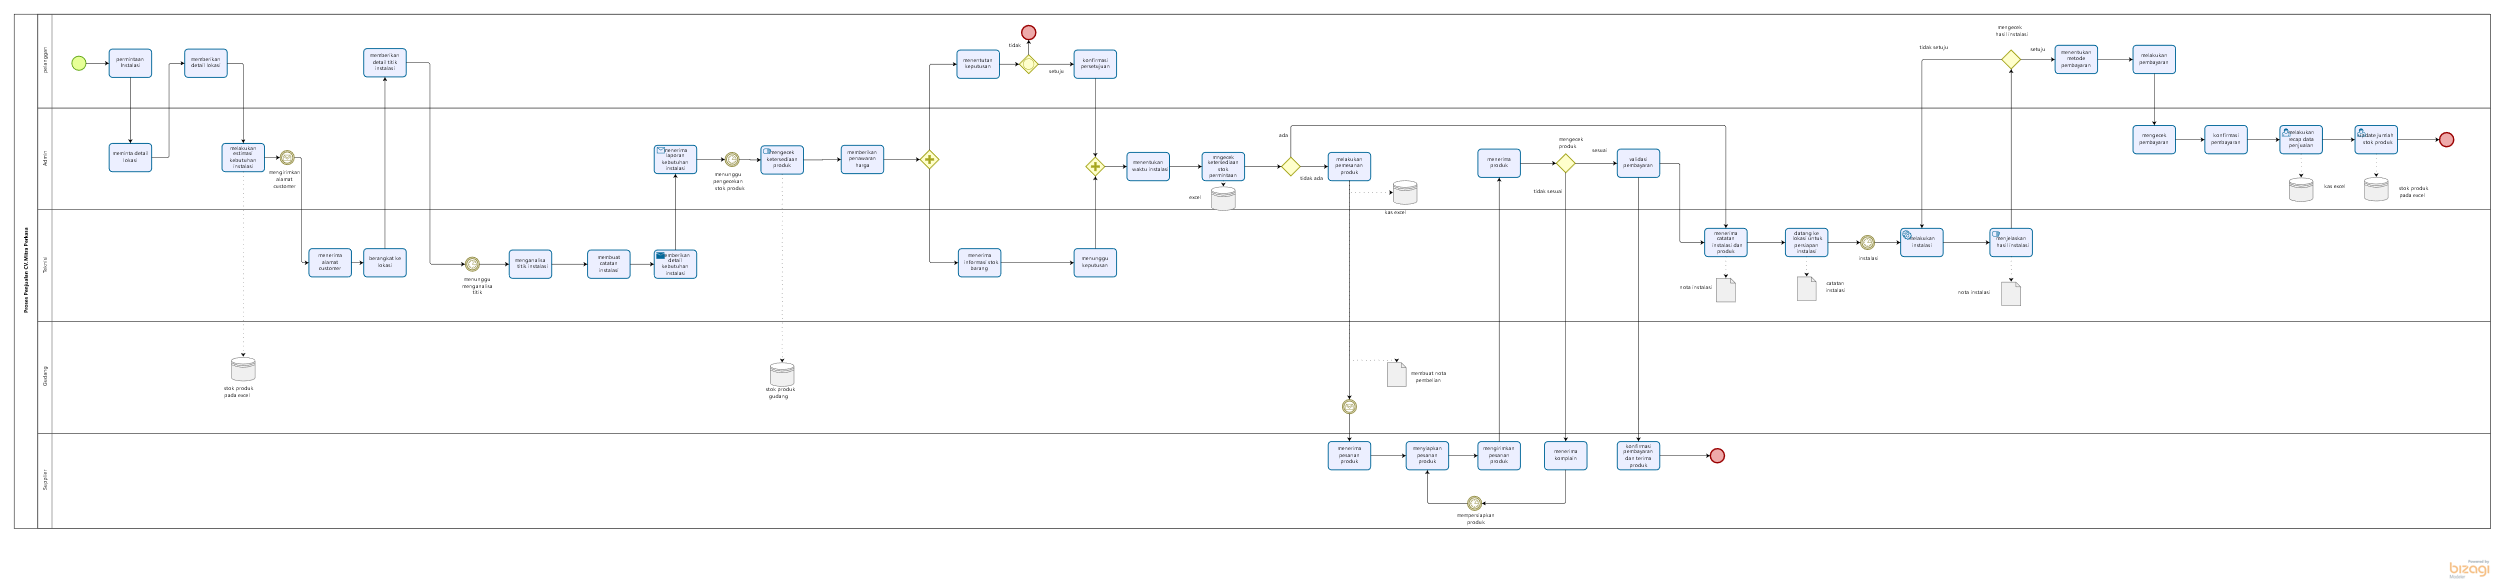 Proses Penjualan CV. Mitra Perkasa
pelanggan
permintaan
Instalasi
memberikan
detail lokasi
memberikan
detail titik
instalasi
menentukan
keputusan
tidak
setuju
konfirmasi
persetujuan
tidak setuju
mengecek
hasil instalasi
setuju
menentukan
metode
pembayaran
melakukan
pembayaran
Admin
meminta detail
lokasi
melakukan
estimasi
kebutuhan
instalasi
mengirimkan
alamat
customer
menerima
laporan
kebutuhan
instalasi
menunggu
pengecekan
stok produk
mengecek
ketersediaan
produk
memberikan
penawaran
harga
menentukan
waktu instalasi
mngecek
ketersediaan
stok
permintaan
excel
ada
tidak ada
melakukan
pemesanan
produk
kas excel
menerima
produk
mengecek
produk
sesuai
tidak sesuai
validasi
pembayaran
mengecek
pembayaran
konfirmasi
pembayaran
melakukan
recap data
penjualan
kas excel
update jumlah
stok produk
stok produk
pada excel
Teknisi
menerima
alamat
customer
berangkat ke
lokasi
menunggu
menganalisa
titik
menganalisa
titik instalasi
membuat
catatan
instalasi
memberikan
detail
kebutuhan
instalasi
menerima
informasi stok
barang
menunggu
keputusan
menerima
catatan
instalasi dan
produk
nota instalasi
datang ke
lokasi untuk
persiapan
instalasi
catatan
instalasi
instalasi
melakukan
instalasi
menjelaskan
hasil instalasi
nota instalasi
Gudang
stok produk
pada excel
stok produk
gudang
membuat nota
pembelian
Supplier
menerima
pesanan
produk
menyiapkan
pesanan
produk
mengirimkan
pesanan
produk
menerima
komplain
konfirmasi
pembayaran
dan terima
produk
mempersiapkan
produk
Powered by
bizagi
Modeler